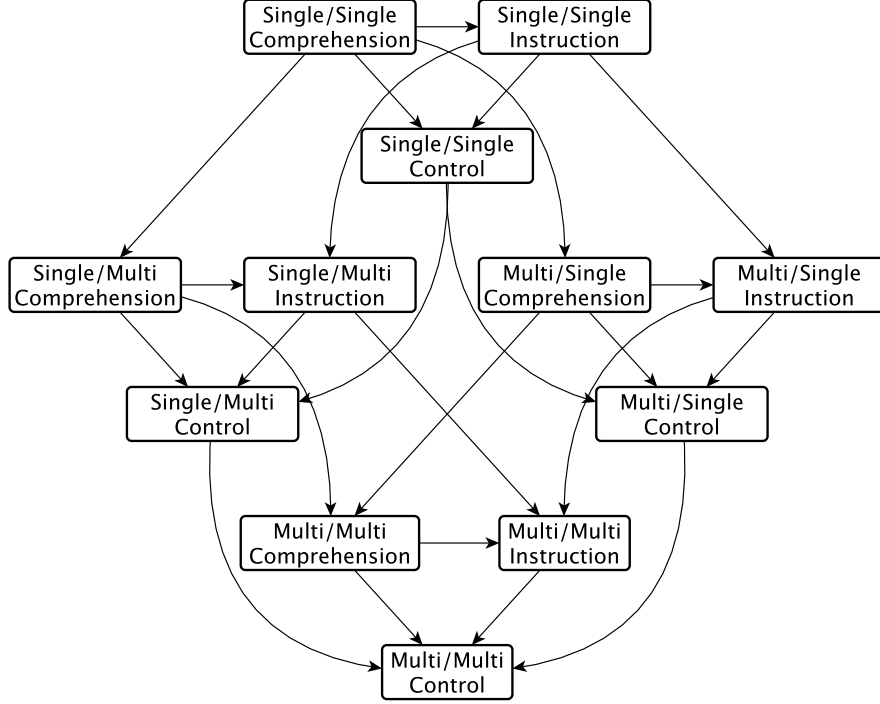 Single/Single
Comprehension
Single/Single
Instruction
Single/Single
Control
Single/Multi
Comprehension
Single/Multi
Instruction
Multi/Single
Comprehension
Multi/Single
Instruction
Single/Multi
Control
Multi/Single
Control
Multi/Multi
Comprehension
Multi/Multi
Instruction
Multi/Multi
Control